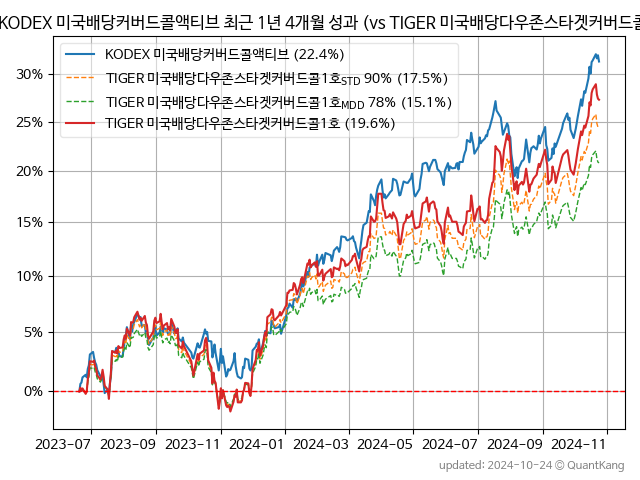 KODEX 미국배당커버드콜액티브 최근 1년 4개월 성과 (vs TIGER 미국배당다우존스타겟커버드콜
KODEX 미국배당커버드콜액티브 (22.4%)
TIGER 미국배당다우존스타겟커버드콜1호STD 90% (17.5%)
TIGER 미국배당다우존스타겟커버드콜1호MDD 78% (15.1%)
TIGER 미국배당다우존스타겟커버드콜1호 (19.6%)
30%
25%
20%
15%
10%
5%
0%
2023-07 2023-09 2023-11 2024-01 2024-03 2024-05 2024-07 2024-09 2024-11
updated: 2024-10-24 © QuantKang